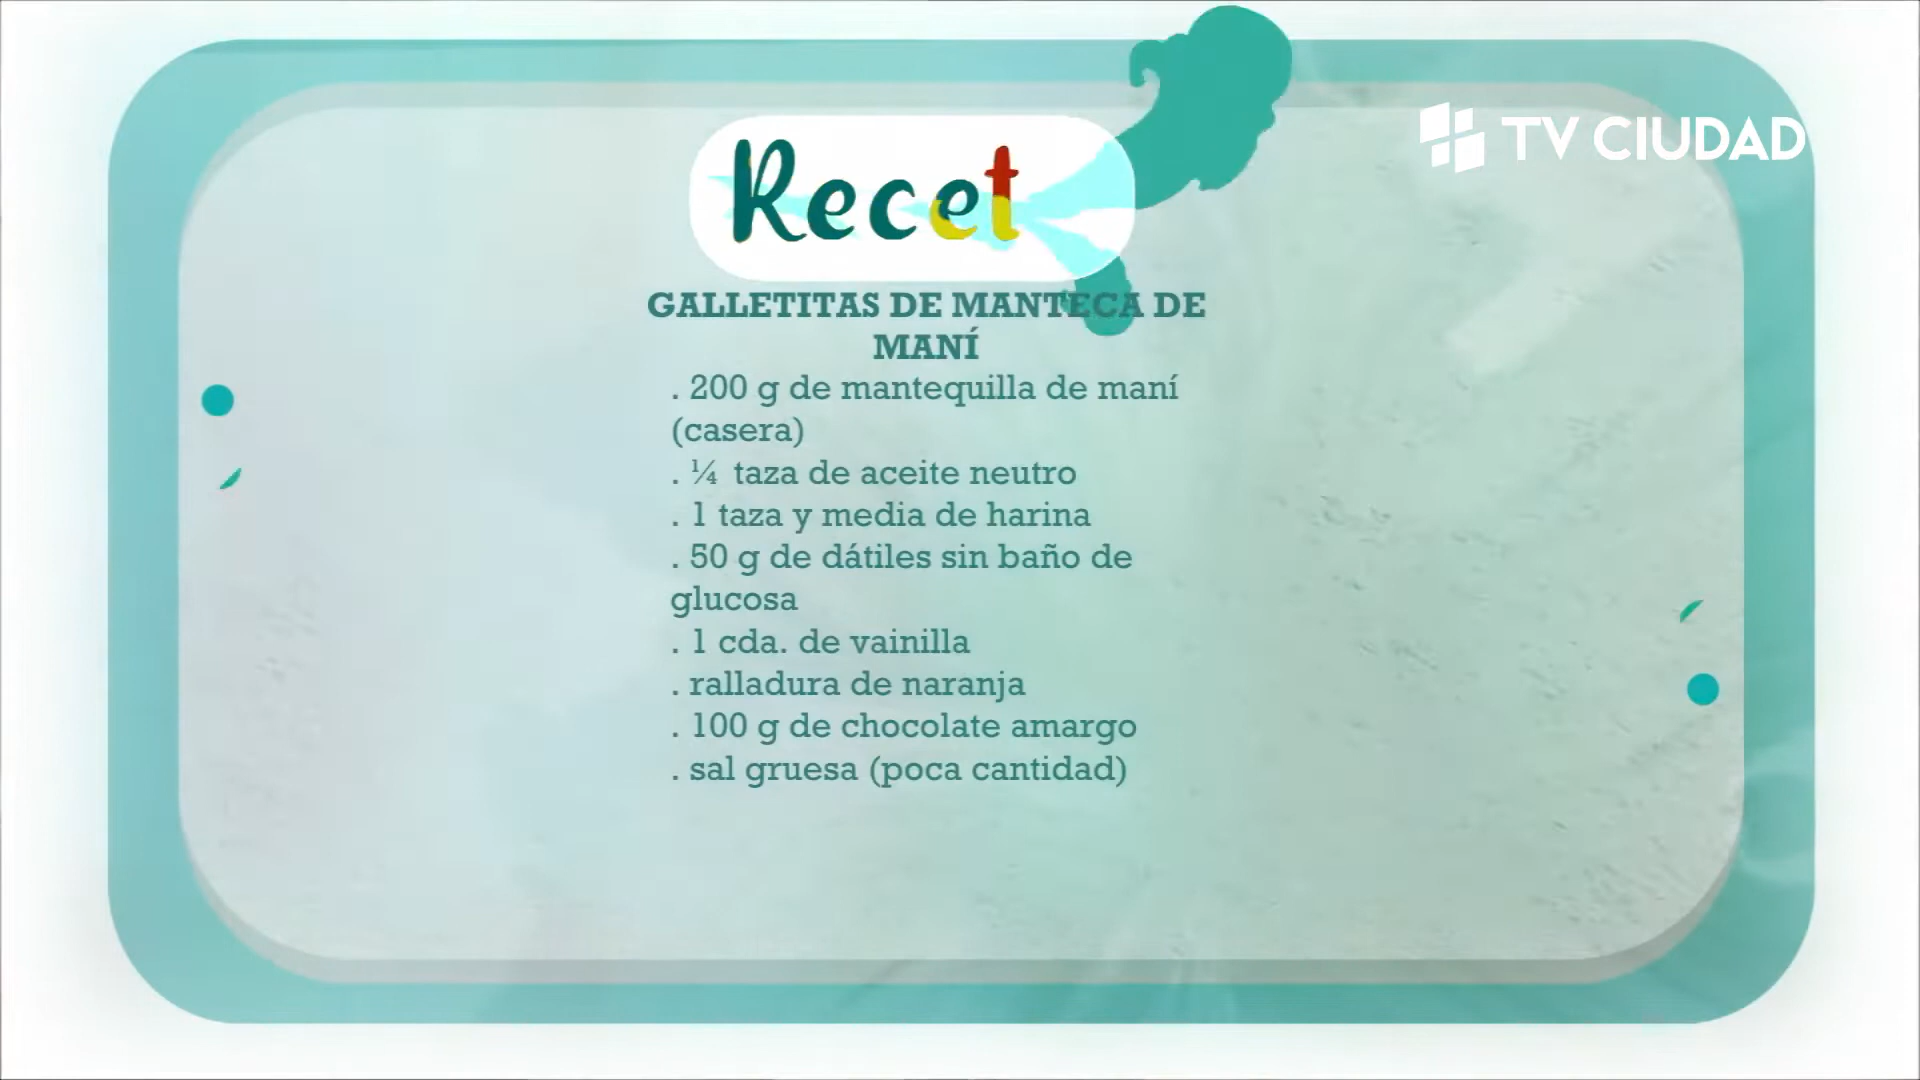 TV CIUDAD
Recet
GALLETITAS DE MANTECA DE
MANÍ
. 200 g de mantequilla de maní
(casera)
. ¼ taza de aceite neutro
. 1 taza y media de harina
. 50 g de dátiles sin baño de
glucosa
. 1 cda. de vainilla
. ralladura de naranja
. 100 g de chocolate amargo
. sal gruesa (poca cantidad)